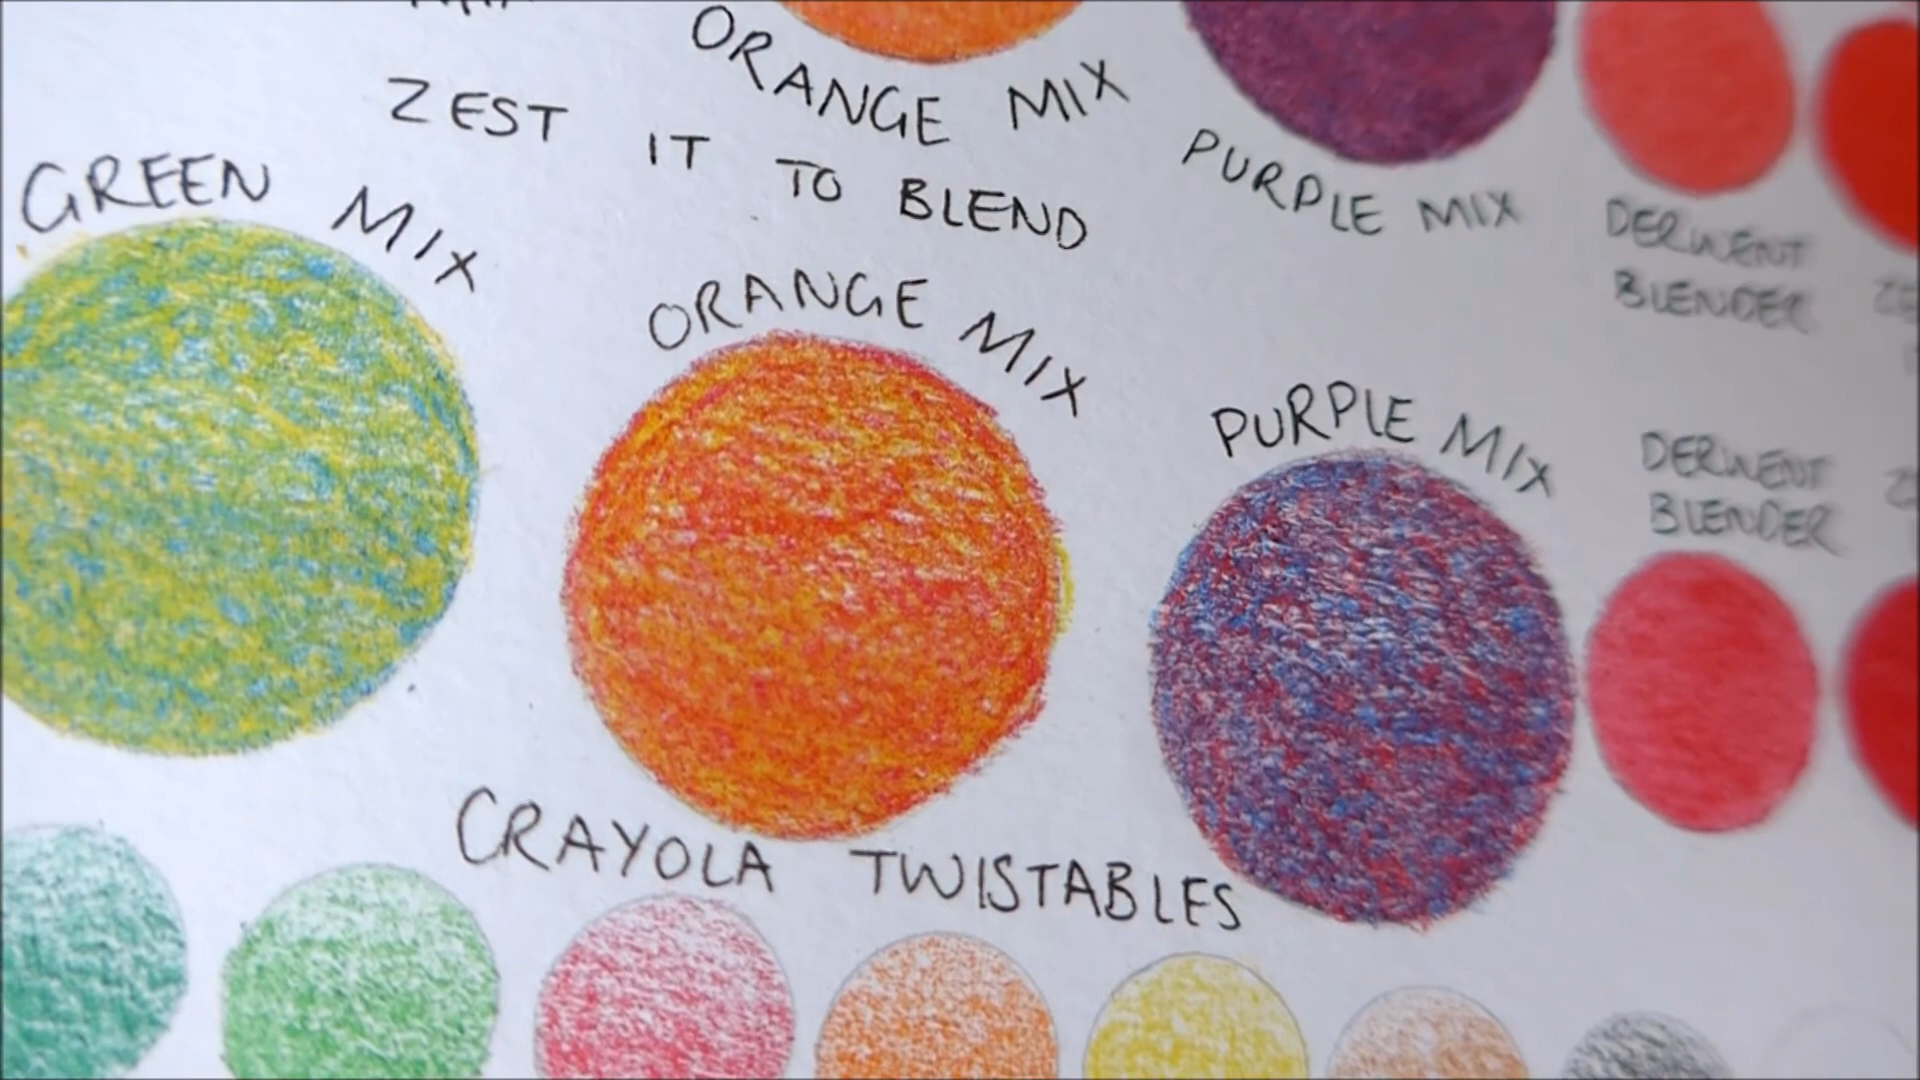 ORANGE MIX
PURPLE MIX
ZEST IT TO BLEND
DERWENT
BLENDER
GREEN MIX
ORANGE MIX
PURPLE MIX
DERWENT
BLENDER
CRAYOLA TWISTABLES